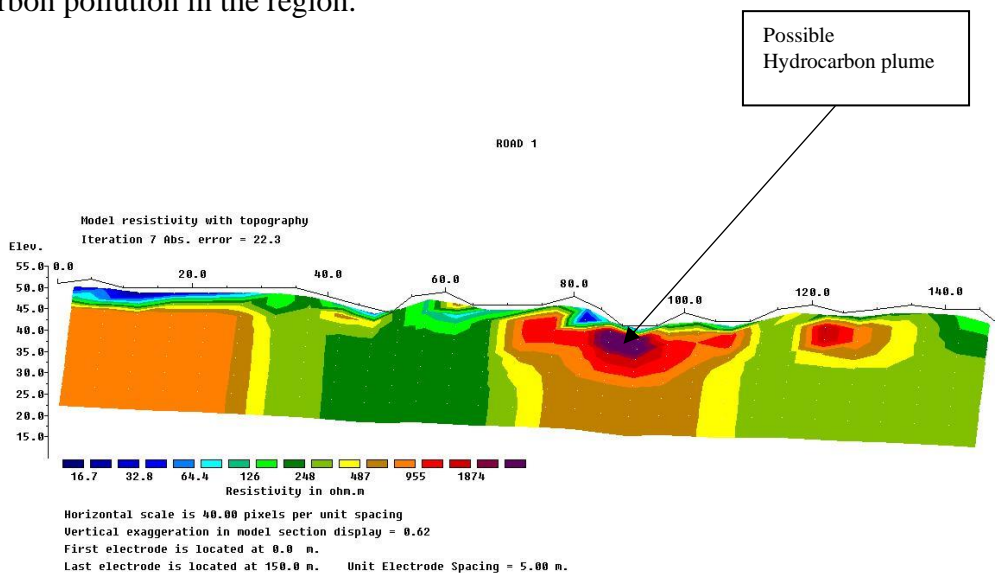 rbon pollution in the region.
Possible
Hydrocarbon plume
ROAD 1
Model resistivity with topography
Iteration 7 Abs. error = 22.3
Elev.
55.0 0.0 20.0 40.0 60.0 80.0 100.0 120.0 140.0
50.0
45.0
40.0
35.0
30.0
25.0
20.0
15.0
16.7 32.8 64.4 126 248 487 955 1874
Resistivity in ohm.m
Horizontal scale is 40.00 pixels per unit spacing
Vertical exaggeration in model section display = 0.62
First electrode is located at 0.0 m.
Last electrode is located at 150.0 m. Unit Electrode Spacing = 5.00 m.